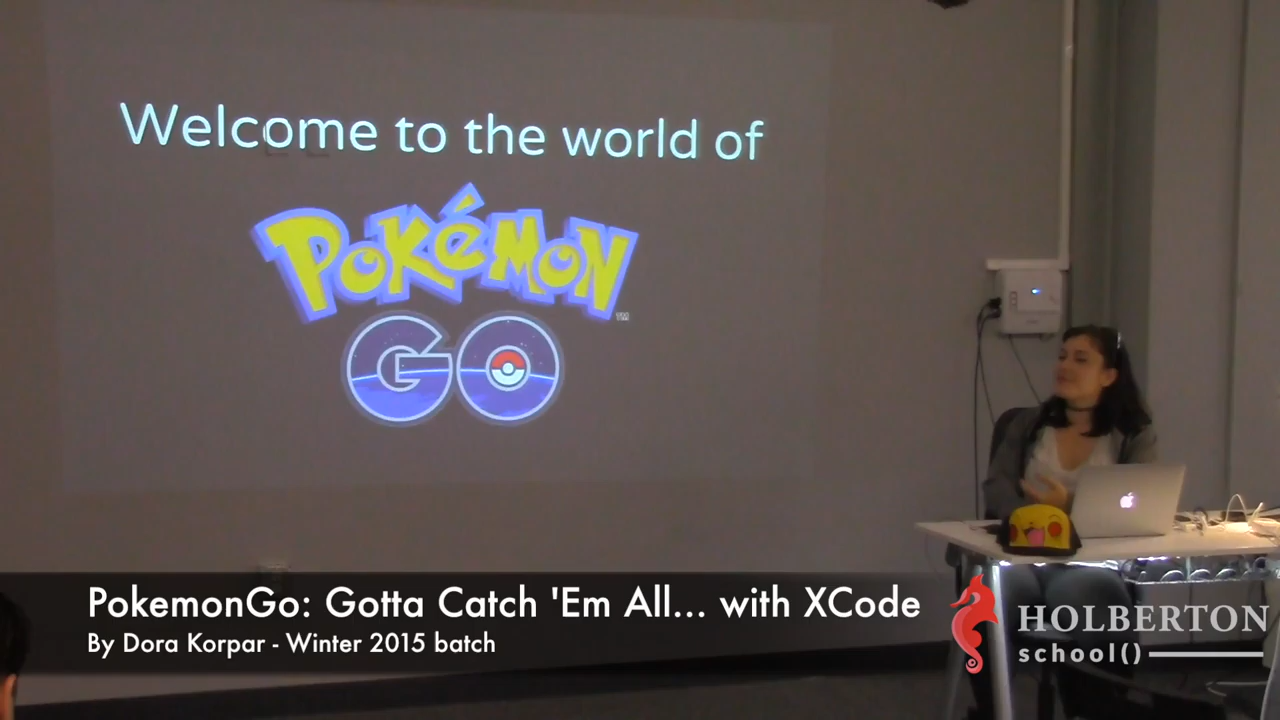 Welcome to the world of
POKÉMON
TM
GO
PokemonGo: Gotta Catch 'Em All... with XCode
By Dora Korpar - Winter 2015 batch
HOLBERTON
school()